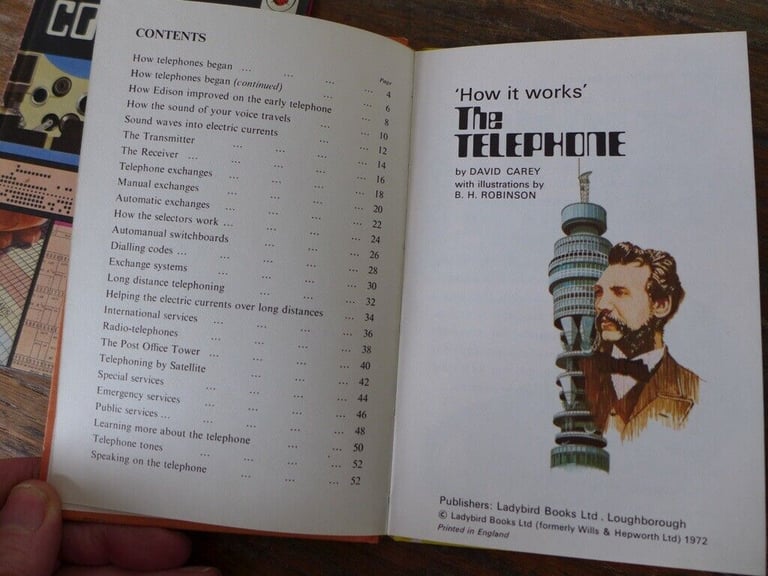 CONTENTS
Page
How telephones began ... ... ... ... 4
How telephones began (continued) ... ... 6
How Edison improved on the early telephone ... 8
How the sound of your voice travels ... ... 10
Sound waves into electric currents ... ... 12
The Transmitter ... ... ... 14
The Receiver ... ... ... ... 16
Telephone exchanges ... ... ... 18
Manual exchanges ... ... ... 20
Automatic exchanges ... ... ... 22
How the selectors work ... ... ... 24
Automanual switchboards ... ... ... 26
Dialling codes ... ... ... ... 28
Exchange systems ... ... ... 30
Long distance telephoning ... ... ... 32
Helping the electric currents over long distances ... 34
International services ... ... ... 36
Radio-telephones ... ... ... 38
The Post Office Tower ... ... ... 40
Telephoning by Satellite ... ... ... 42
Special services ... ... ... 44
Emergency services ... ... ... 46
Public services ... ... ... ... 48
Learning more about the telephone ... ... 50
Telephone tones ... ... ... 52
Speaking on the telephone ... ... ... 52
'How it works'
The
TELEPHONE
by DAVID CAREY
with illustrations by
B. H. ROBINSON
Publishers: Ladybird Books Ltd . Loughborough
© Ladybird Books Ltd (formerly Wills & Hepworth Ltd) 1972
Printed in England